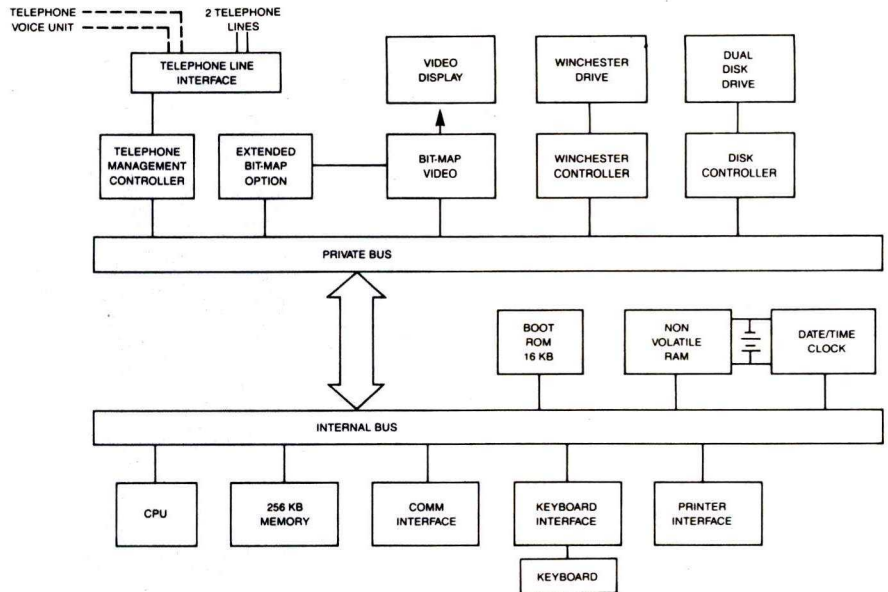 TELEPHONE
VOICE UNIT
2 TELEPHONE
LINES
TELEPHONE LINE
INTERFACE
VIDEO
DISPLAY
WINCHESTER
DRIVE
DUAL
DISK
DRIVE
TELEPHONE
MANAGEMENT
CONTROLLER
EXTENDED
BIT-MAP
OPTION
BIT-MAP
VIDEO
WINCHESTER
CONTROLLER
DISK
CONTROLLER
PRIVATE BUS
BOOT
ROM
16 KB
NON
VOLATILE
RAM
DATE/TIME
CLOCK
INTERNAL BUS
CPU
256 KB
MEMORY
COMM
INTERFACE
KEYBOARD
INTERFACE
PRINTER
INTERFACE
KEYBOARD